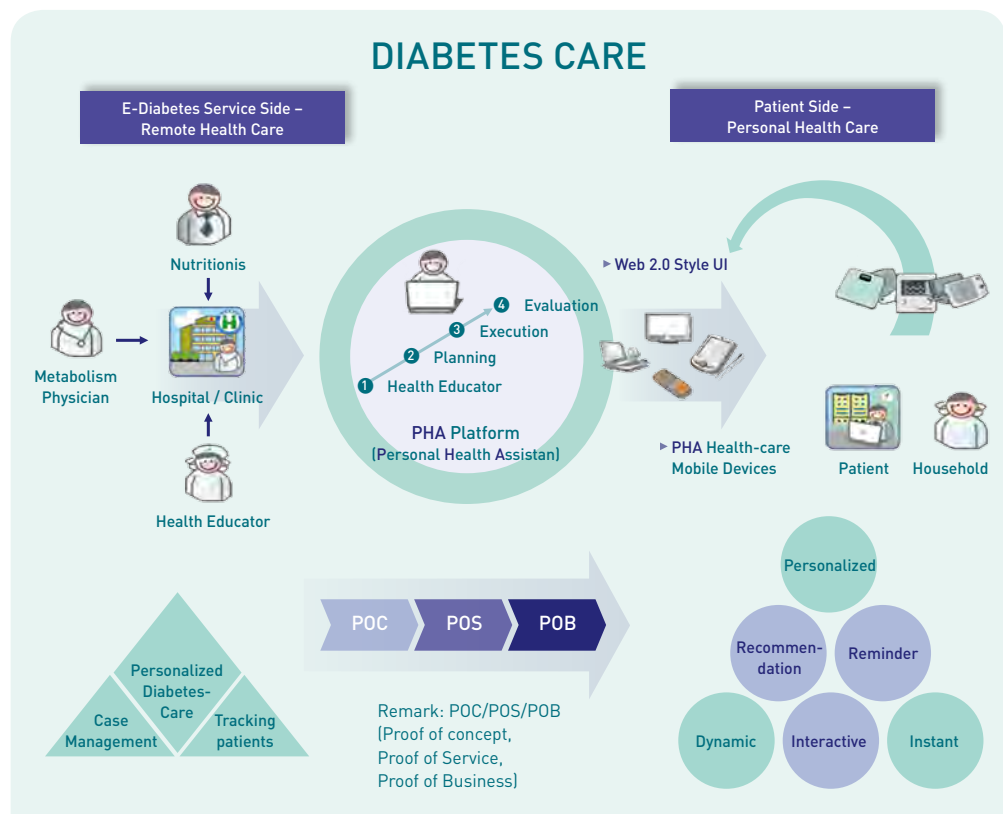 DIABETES CARE
E-Diabetes Service Side –
Remote Health Care
Patient Side –
Personal Health Care
Nutritionis
Metabolism
Physician
Hospital / Clinic
H
Health Educator
4 Evaluation
3 Execution
2 Planning
1 Health Educator
PHA Platform
(Personal Health Assistan)
▸ Web 2.0 Style UI
▸ PHA Health-care
Mobile Devices
Patient
Household
Personalized
Diabetes-
Care
Case
Management
Tracking
patients
POC
POS
POB
Remark: POC/POS/POB
(Proof of concept,
Proof of Service,
Proof of Business)
Personalized
Recommen-
dation
Reminder
Dynamic
Interactive
Instant